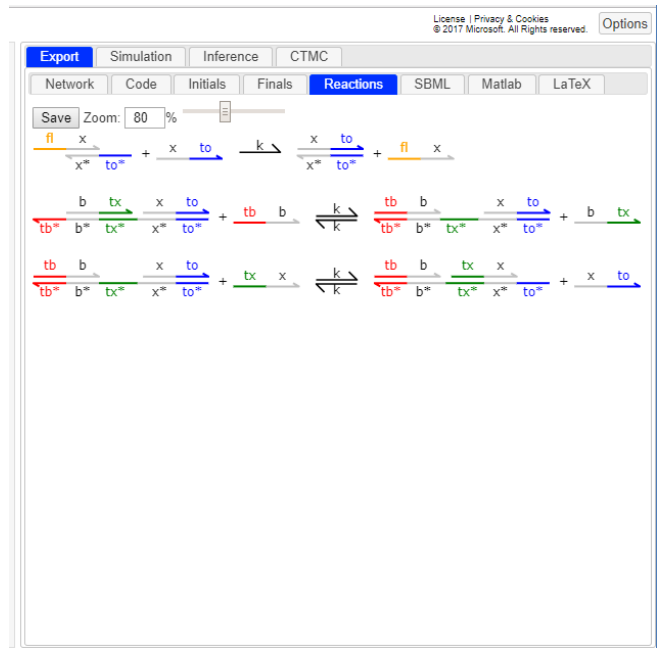 License | Privacy & Cookies
© 2017 Microsoft. All Rights reserved.
Options
Export Simulation Inference CTMC
Network Code Initials Finals Reactions SBML Matlab LaTeX
Save Zoom: 80 %
fl x x to k x to fl x
x* to* + x* to* +
b tx x to tb b k tb b x to b tx
tb* b* tx* x* to* + k tb* b* tx* x* to* +
tb b x to tx x k tb b tx x x to
tb* b* tx* x* to* + k tb* b* tx* x* to* +